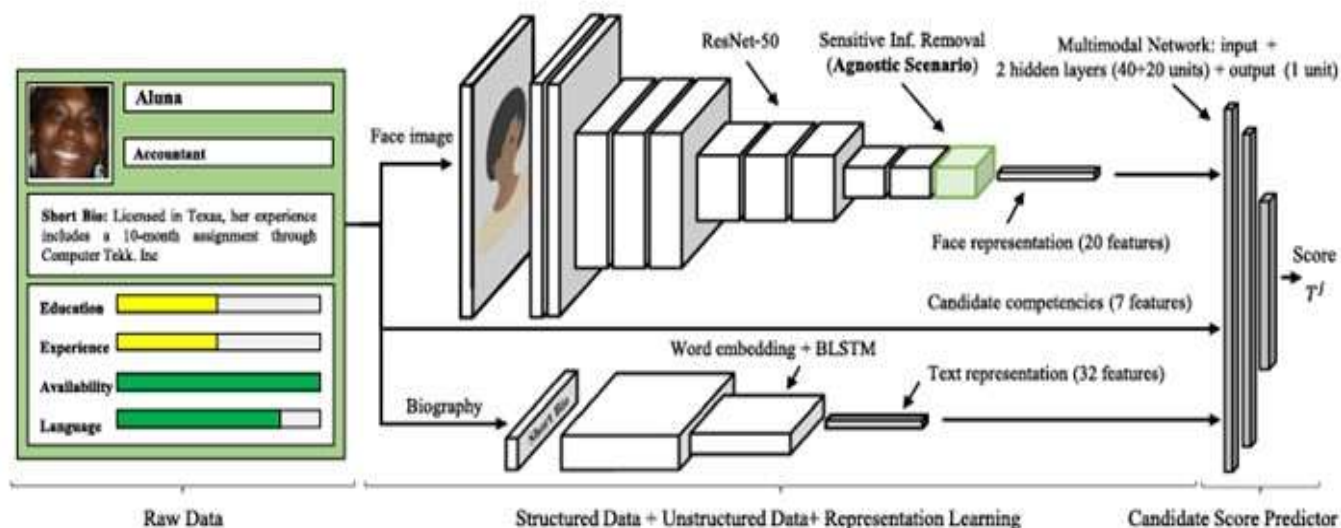 ResNet-50
Sensitive Inf. Removal
(Agnostic Scenario)
Multimodal Network: input +
2 hidden layers (40+20 units) + output (1 unit)
Aluna
Accountant
Short Bio: Licensed in Texas, her experience
includes a 10-month assignment through
Computer Tekk. Inc
Education
Experience
Availability
Language
Face image
Face representation (20 features)
Candidate competencies (7 features)
Word embedding + BLSTM
Biography
Short Bio
Text representation (32 features)
Score
T^j
Raw Data
Structured Data + Unstructured Data+ Representation Learning
Candidate Score Predictor